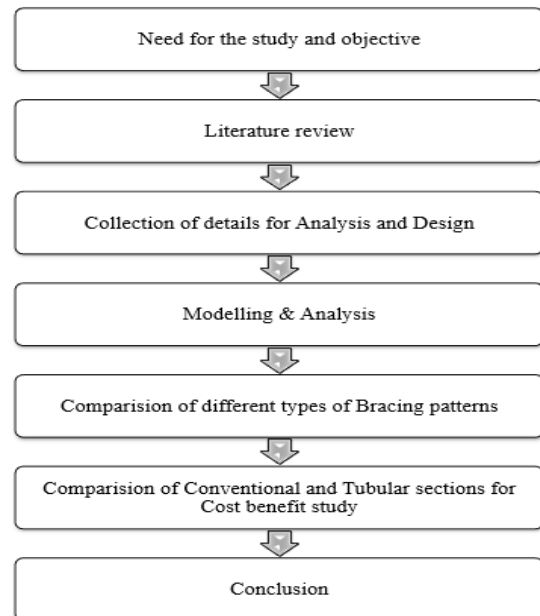 Need for the study and objective
Literature review
Collection of details for Analysis and Design
Modelling & Analysis
Comparision of different types of Bracing patterns
Comparision of Conventional and Tubular sections for
Cost benefit study
Conclusion